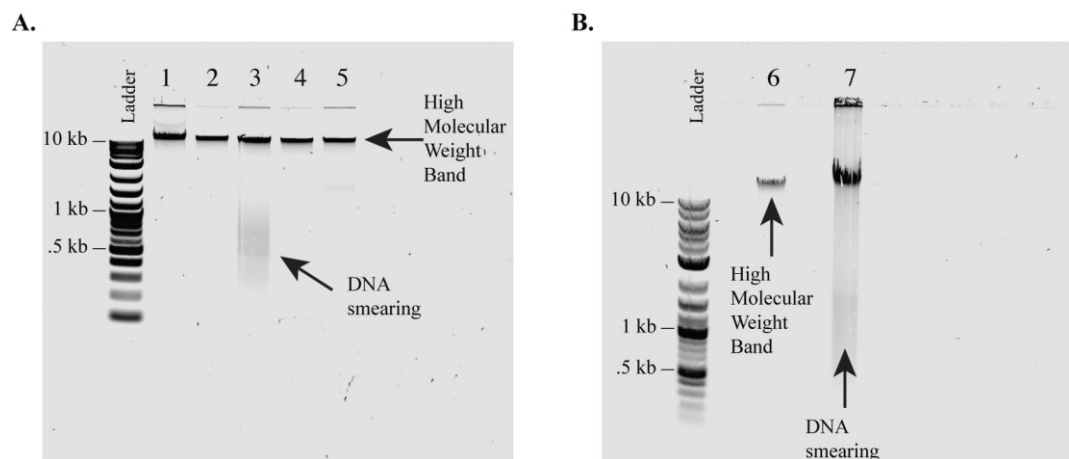 A.
Ladder
1 2 3 4 5
High
Molecular
Weight
Band
10 kb
1 kb
.5 kb
DNA
smearing
B.
Ladder
6 7
10 kb
High
Molecular
Weight
Band
1 kb
.5 kb
DNA
smearing